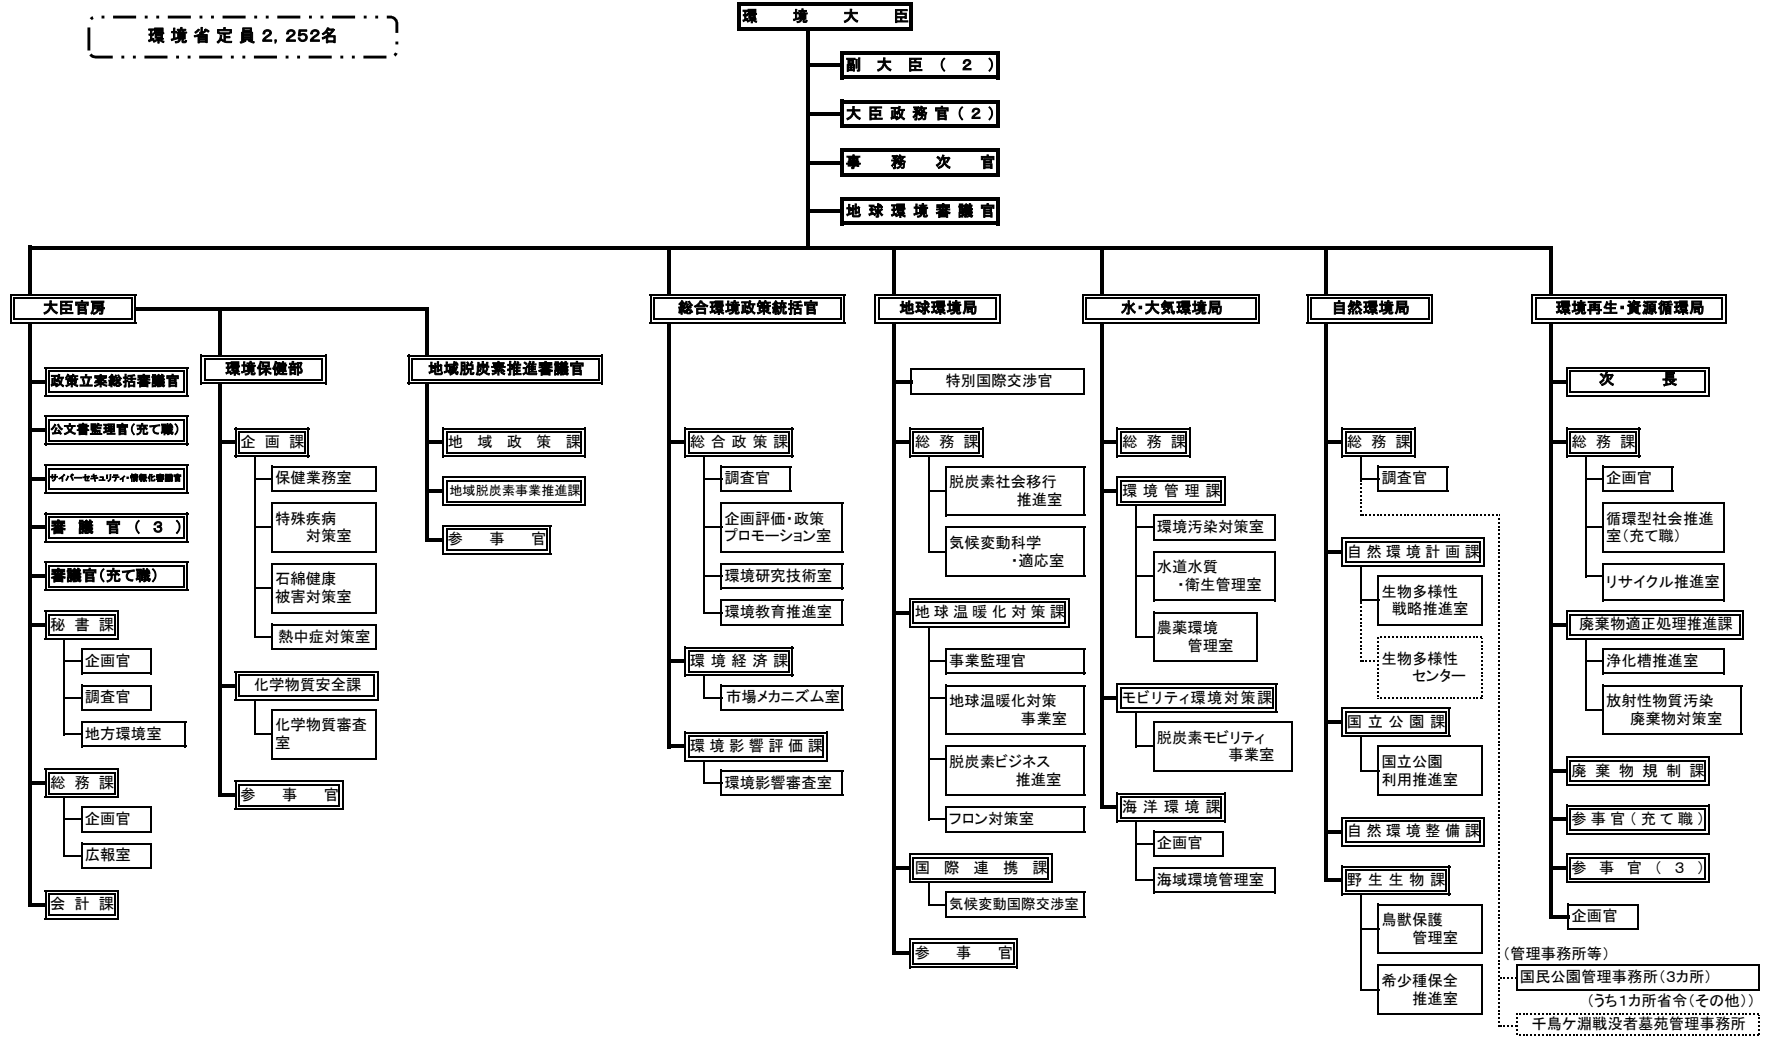 環境省定員2,252名
環境大臣
副大臣(2)
大臣政務官(2)
事務次官
地球環境審議官
大臣官房
政策立案総括審議官
公文書監理官(充て職)
サイバーセキュリティ・情報化審議官
審議官(3)
審議官(充て職)
秘書課
企画官
調査官
地方環境室
総務課
企画官
広報室
会計課
環境保健部
企画課
保健業務室
特殊疾病
対策室
石綿健康
被害対策室
熱中症対策室
化学物質安全課
化学物質審査
室
参事官
地域脱炭素推進審議官
地域政策課
地域脱炭素事業推進課
参事官
総合環境政策統括官
総合政策課
調査官
企画評価・政策
プロモーション室
環境研究技術室
環境教育推進室
環境経済課
市場メカニズム室
環境影響評価課
環境影響審査室
地球環境局
特別国際交渉官
総務課
脱炭素社会移行
推進室
気候変動科学
・適応室
地球温暖化対策課
事業監理官
地球温暖化対策
事業室
脱炭素ビジネス
推進室
フロン対策室
国際連携課
気候変動国際交渉室
参事官
水・大気環境局
総務課
環境管理課
環境汚染対策室
水道水質
・衛生管理室
農薬環境
管理室
モビリティ環境対策課
脱炭素モビリティ
事業室
海洋環境課
企画官
海域環境管理室
自然環境局
総務課
調査官
自然環境計画課
生物多様性
戦略推進室
生物多様性
センター
国立公園課
国立公園
利用推進室
自然環境整備課
野生生物課
鳥獣保護
管理室
希少種保全
推進室
環境再生・資源循環局
次長
総務課
企画官
循環型社会推進
室(充て職)
リサイクル推進室
廃棄物適正処理推進課
浄化槽推進室
放射性物質汚染
廃棄物対策室
廃棄物規制課
参事官(充て職)
参事官(3)
企画官
(管理事務所等)
国民公園管理事務所(3カ所)
(うち1カ所省令(その他))
千鳥ケ淵戦没者墓苑管理事務所